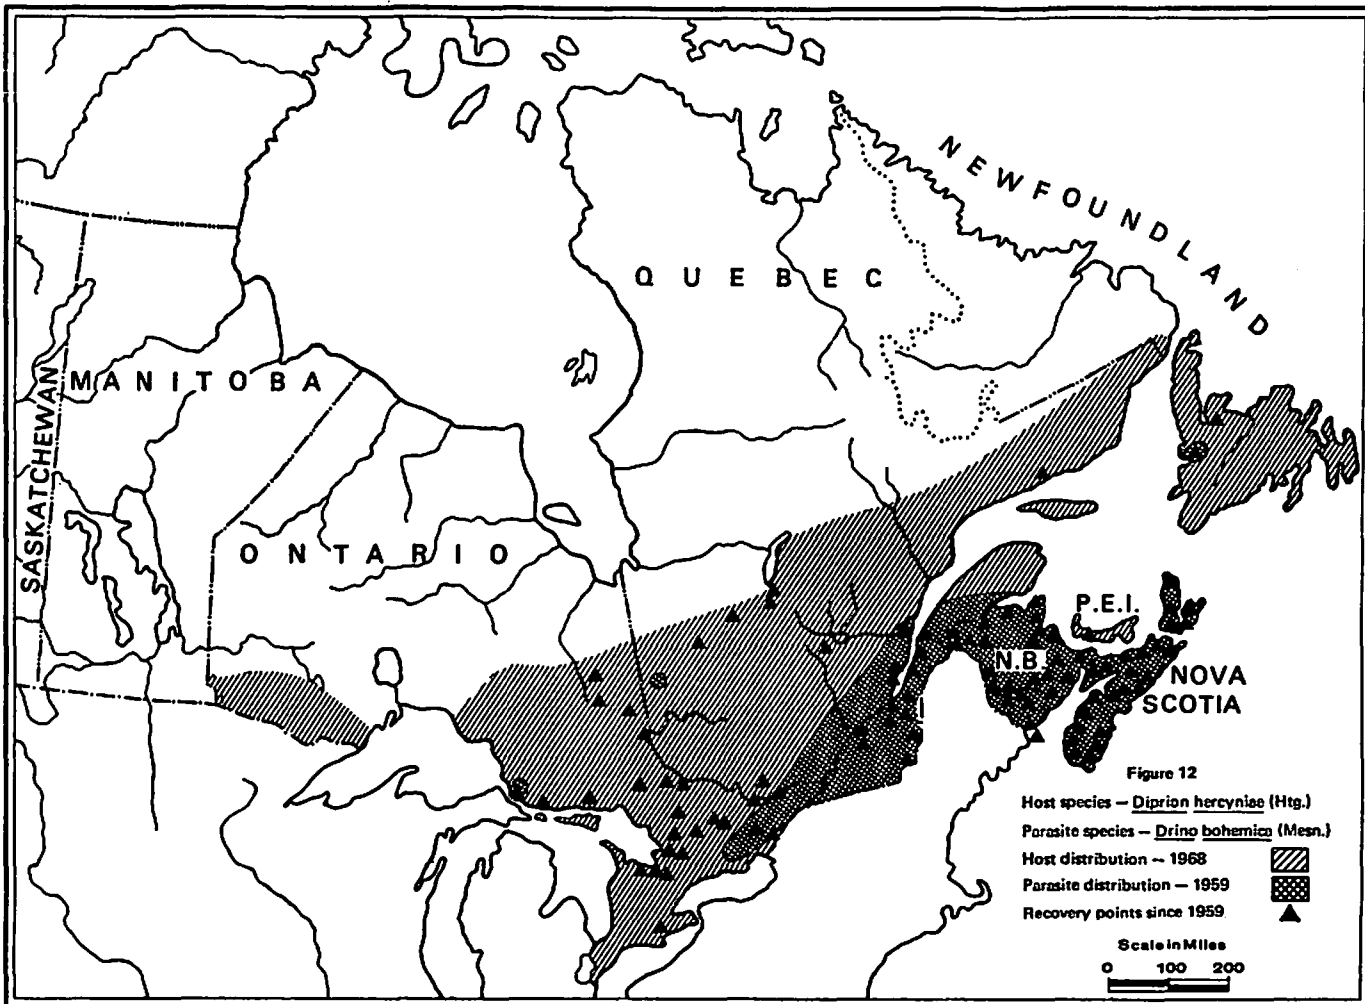 NEWFOUNDLAND
QUEBEC
MANITOBA
SASKATCHEWAN
ONTARIO
P.E.I.
N.B.
NOVA
SCOTIA
Figure 12
Host species – Diprion hercyniae (Htg.)
Parasite species – Drino bohemica (Mesn.)
Host distribution – 1968
Parasite distribution – 1959
Recovery points since 1959
Scale in Miles
0 100 200